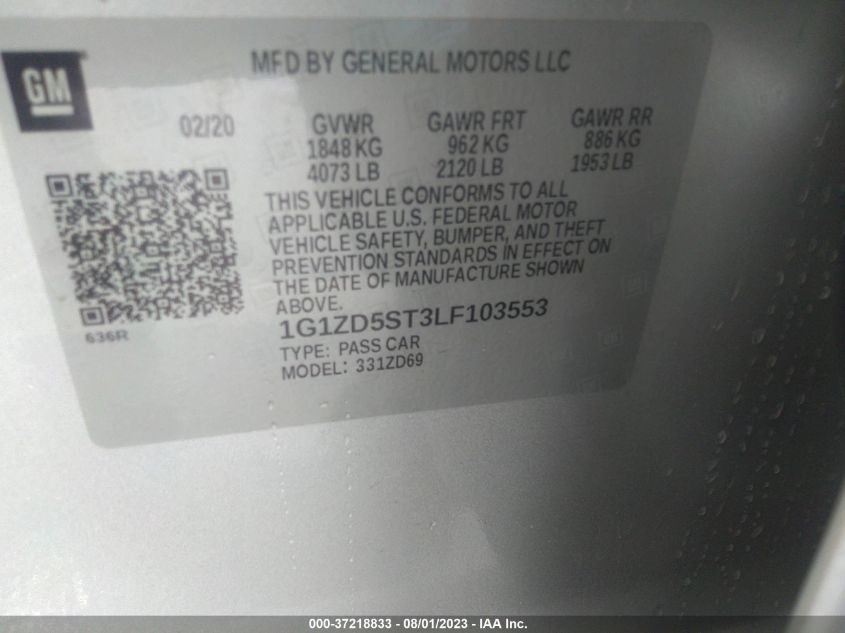 GM
MFD BY GENERAL MOTORS LLC
02/20
GVWR
1848 KG
4073 LB
GAWR FRT
962 KG
2120 LB
GAWR RR
886 KG
1953 LB
THIS VEHICLE CONFORMS TO ALL
APPLICABLE U.S. FEDERAL MOTOR
VEHICLE SAFETY, BUMPER, AND THEFT
PREVENTION STANDARDS IN EFFECT ON
THE DATE OF MANUFACTURE SHOWN
ABOVE.
636R
1G1ZD5ST3LF103553
TYPE: PASS CAR
MODEL: 331ZD69
000-37218833 - 08/01/2023 - IAA Inc.